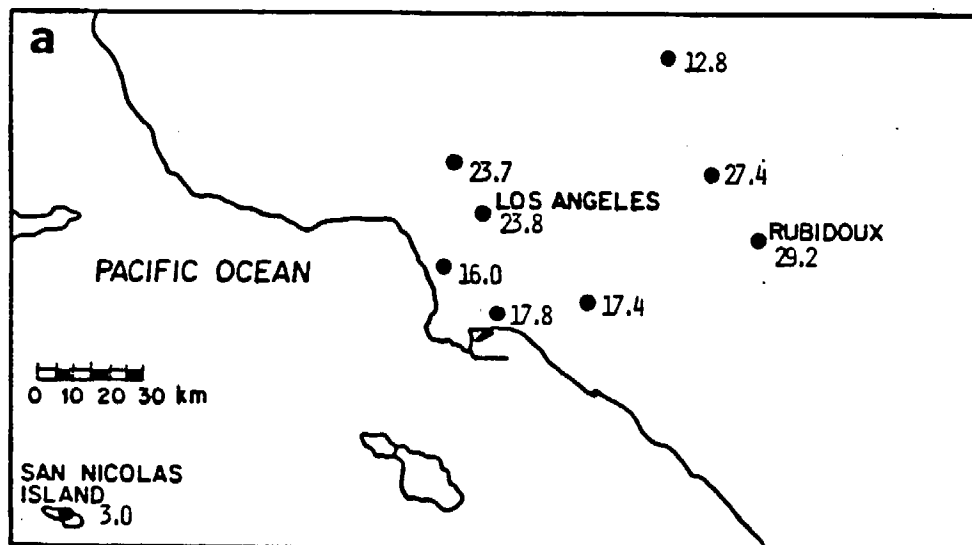 a
12.8
23.7
27.4
LOS ANGELES
23.8
RUBIDOUX
29.2
PACIFIC OCEAN
16.0
17.8
17.4
0 10 20 30 km
SAN NICOLAS
ISLAND
3.0